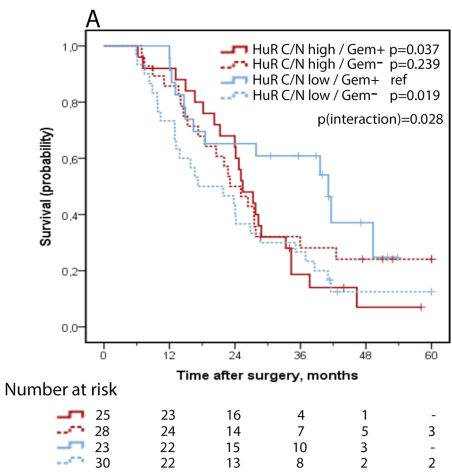 A
HuR C/N high / Gem+ p=0.037
HuR C/N high / Gem- p=0.239
HuR C/N low / Gem+ ref
HuR C/N low / Gem- p=0.019
p(interaction)=0.028
Survival (probability)
1,0
0,8
0,6
0,4
0,2
0,0
0 12 24 36 48 60
Time after surgery, months
Number at risk
25 23 16 4 1 -
28 24 14 7 5 3
23 22 15 10 3 -
30 22 13 8 2 2